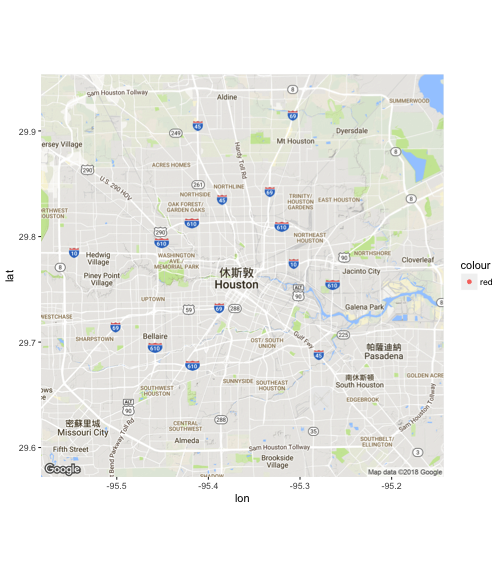 Sam Houston Tollway
Aldine
8
SUMMERWOOD
69
45
29.9
249
Dyersdale
ersey Village
Hardy Toll Rd
Mt Houston
8
290
ACRES HOMES
U.S. 290 HOV
261
NORTHLINE
NORTHSIDE
69
TRINITY/
HOUSTON
GARDENS
EAST HOUSTON
8
45
OAK FOREST/
GARDEN OAKS
RTHWEST
OUSTON
610
610
290
610
NORTHEAST
HOUSTON
29.8
10
Hedwig
Village
WASHINGTON
AVE /
MEMORIAL PARK
NORTHSHORE
90
Cloverleaf
8
10
Jacinto City
Piney Point
Village
休斯敦
Houston
610
ALT
90
UPTOWN
59
69
288
Galena Park
8
WESTCHASE
69
SHARPSTOWN
Bellaire
610
Gulf Fwy
225
OST/ SOUTH
UNION
45
帕薩迪納
Pasadena
29.7
610
SUNNYSIDE
SOUTHEAST
HOUSTON
南休斯頓
South Houston
GOLDEN ACRE
SOUTHWEST
HOUSTON
EDGEBROOK
ows
e
ALT
90
密蘇里城
Missouri City
288
CENTRAL
SOUTHWEST
Almeda
35
Sam Houston Tollway
SOUTHBELT/
ELLINGTON
3
29.6
Fifth Street
t Bend Parkway Toll Rd
Sam Houston Tollway
Brookside
Village
SHADOW
Google
Map data ©2018 Google
-95.5
-95.4
-95.3
-95.2
lon
lat
colour
red